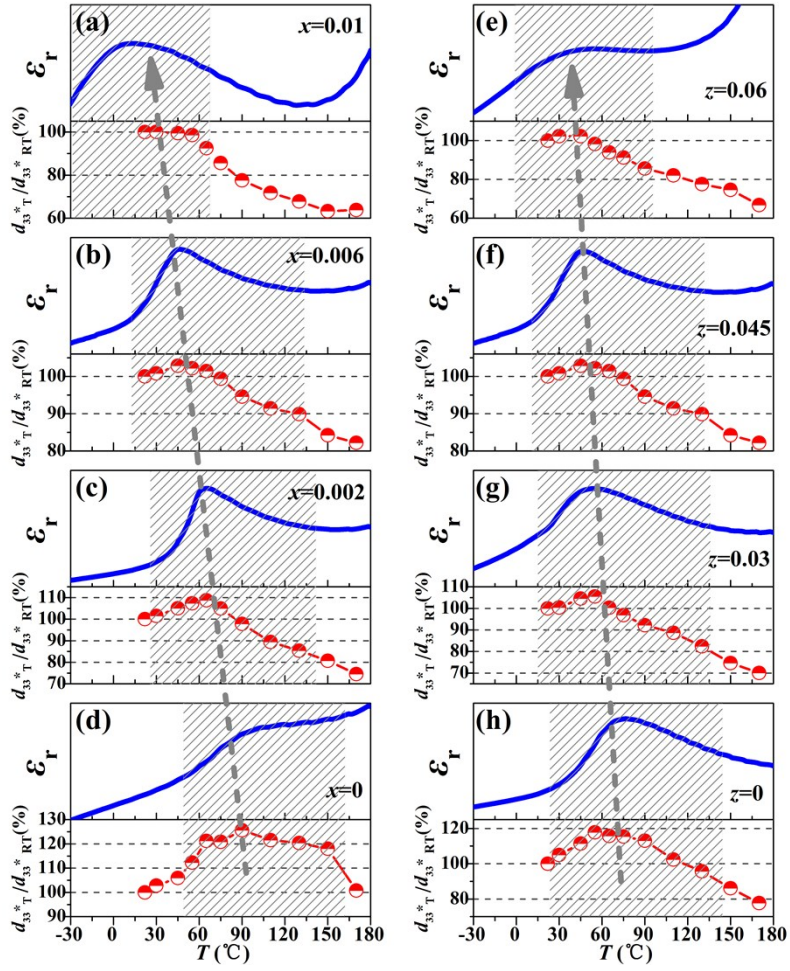 (a)
x=0.01
εr
100
80
60
d33*T/d33*RT(%)
(b)
x=0.006
εr
100
90
80
d33*T/d33*RT(%)
(c)
x=0.002
εr
110
100
90
80
70
d33*T/d33*RT(%)
(d)
x=0
εr
130
120
110
100
90
d33*T/d33*RT(%)
-30 0 30 60 90 120 150 180
T (℃)
(e)
z=0.06
εr
100
80
60
d33*T/d33*RT(%)
(f)
z=0.045
εr
100
90
80
d33*T/d33*RT(%)
(g)
z=0.03
εr
110
100
90
80
70
d33*T/d33*RT(%)
(h)
z=0
εr
120
100
80
d33*T/d33*RT(%)
-30 0 30 60 90 120 150 180
T (℃)